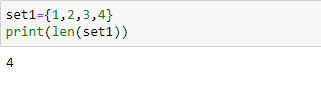 set1={1,2,3,4}
print(len(set1))
4